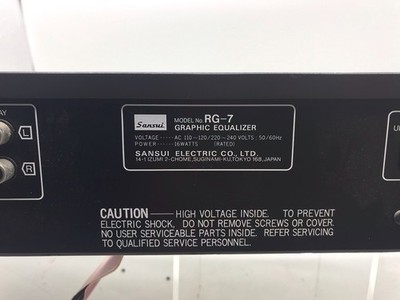 AY
L
R
Sansui
MODEL No. RG-7
GRAPHIC EQUALIZER
VOLTAGE ----- AC 110-120/220-240 VOLTS; 50/60Hz
POWER ------- 16WATTS (RATED)
SANSUI ELECTRIC CO., LTD.
14-1 IZUMI 2-CHOME, SUGINAMI-KU, TOKYO 168, JAPAN
CAUTION — HIGH VOLTAGE INSIDE. TO PREVENT
ELECTRIC SHOCK, DO NOT REMOVE SCREWS OR COVER.
NO USER SERVICEABLE PARTS INSIDE. REFER SERVICING
TO QUALIFIED SERVICE PERSONNEL.